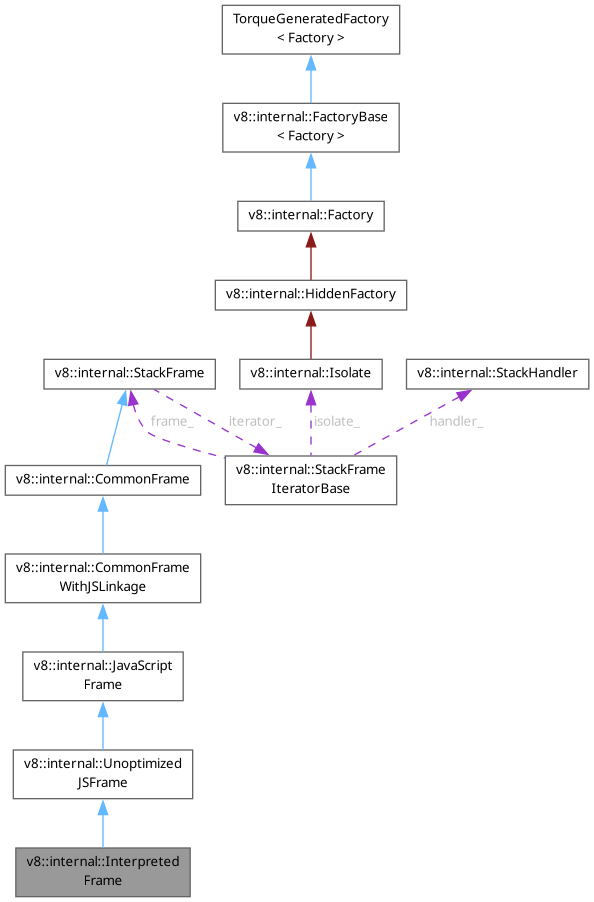 TorqueGeneratedFactory
< Factory >
v8::internal::FactoryBase
< Factory >
v8::internal::Factory
v8::internal::HiddenFactory
v8::internal::StackFrame
v8::internal::Isolate
v8::internal::StackHandler
frame_
iterator_
isolate_
handler_
v8::internal::CommonFrame
v8::internal::StackFrame
IteratorBase
v8::internal::CommonFrame
WithJSLinkage
v8::internal::JavaScript
Frame
v8::internal::Unoptimized
JSFrame
v8::internal::Interpreted
Frame